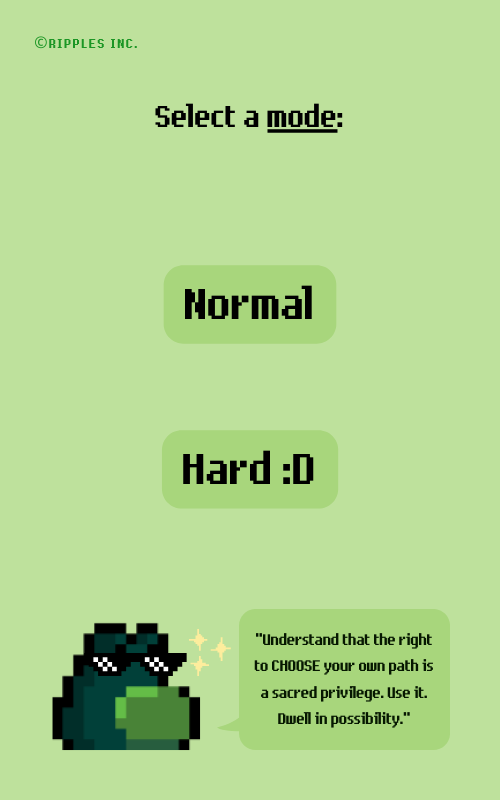 ©RIPPLES INC.
Select a mode:
Normal
Hard :D
"Understand that the right
to CHOOSE your own path is
a sacred privilege. Use it.
Dwell in possibility."